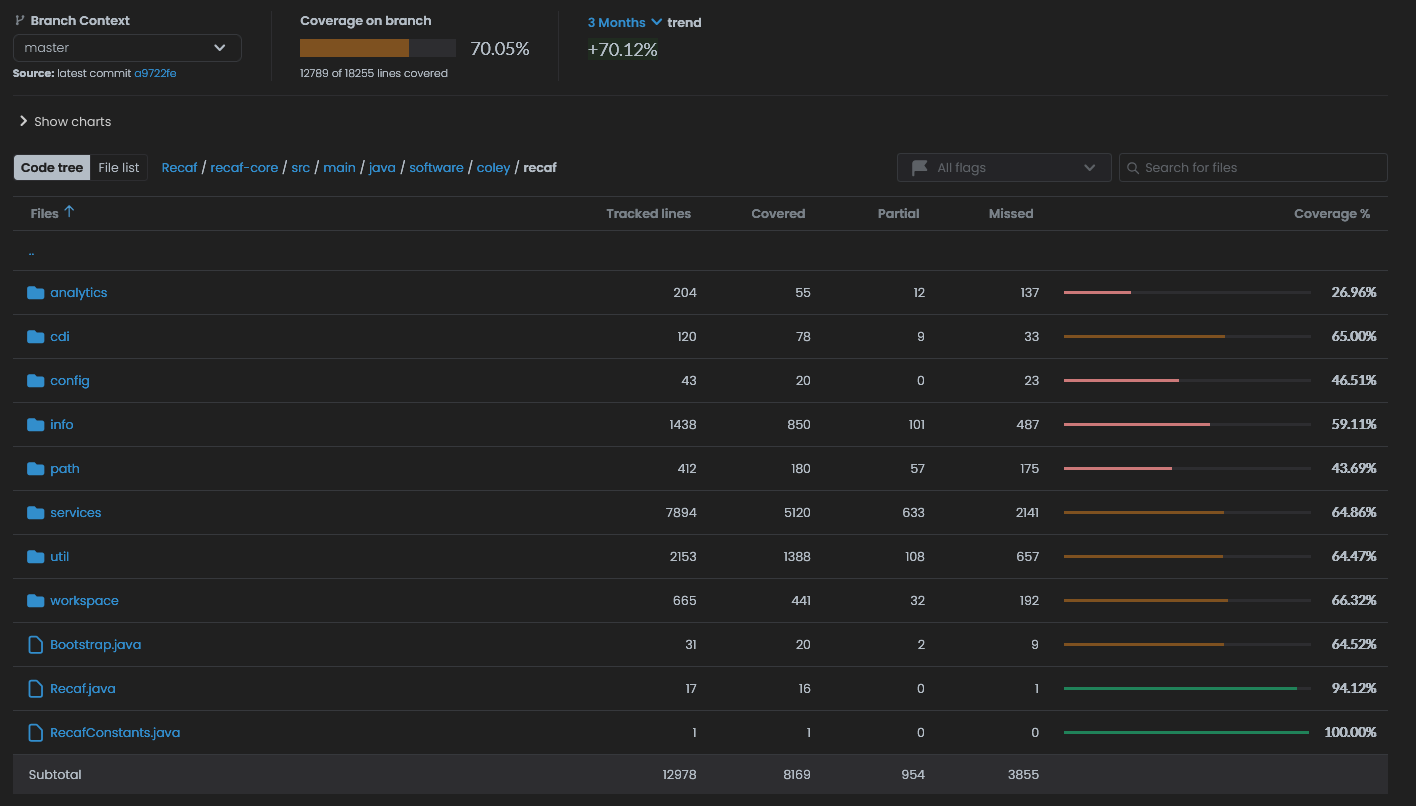 Branch Context
master
Source: latest commit a9722fe
Coverage on branch
70.05%
12789 of 18255 lines covered
3 Months trend
+70.12%
Show charts
Code tree File list Recaf / recaf-core / src / main / java / software / coley / recaf All flags Search for files
Files Tracked lines Covered Partial Missed Coverage %
..
analytics 204 55 12 137 26.96%
cdi 120 78 9 33 65.00%
config 43 20 0 23 46.51%
info 1438 850 101 487 59.11%
path 412 180 57 175 43.69%
services 7894 5120 633 2141 64.86%
util 2153 1388 108 657 64.47%
workspace 665 441 32 192 66.32%
Bootstrap.java 31 20 2 9 64.52%
Recaf.java 17 16 0 1 94.12%
RecafConstants.java 1 1 0 0 100.00%
Subtotal 12978 8169 954 3855